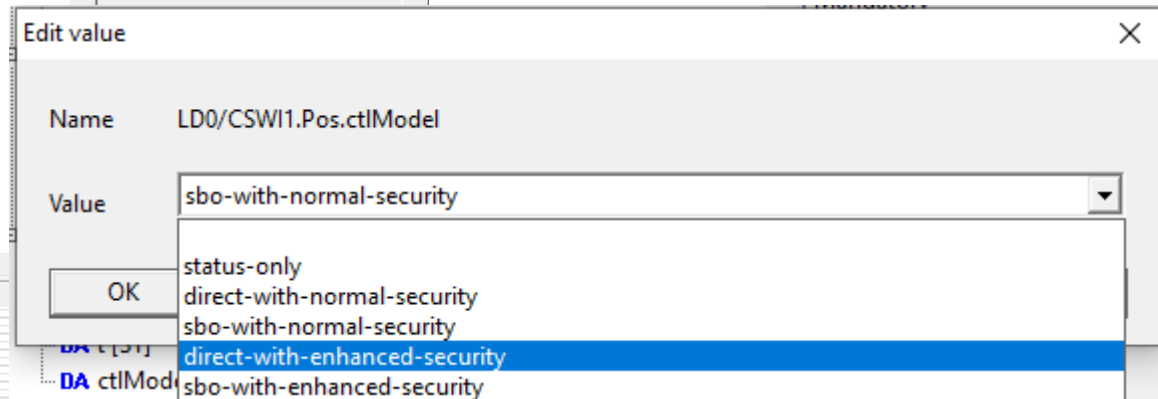 Edit value
Name LD0/CSWI1.Pos.ctlModel
Value sbo-with-normal-security
status-only
OK direct-with-normal-security
sbo-with-normal-security
direct-with-enhanced-security
DA ctlMod
sbo-with-enhanced-security